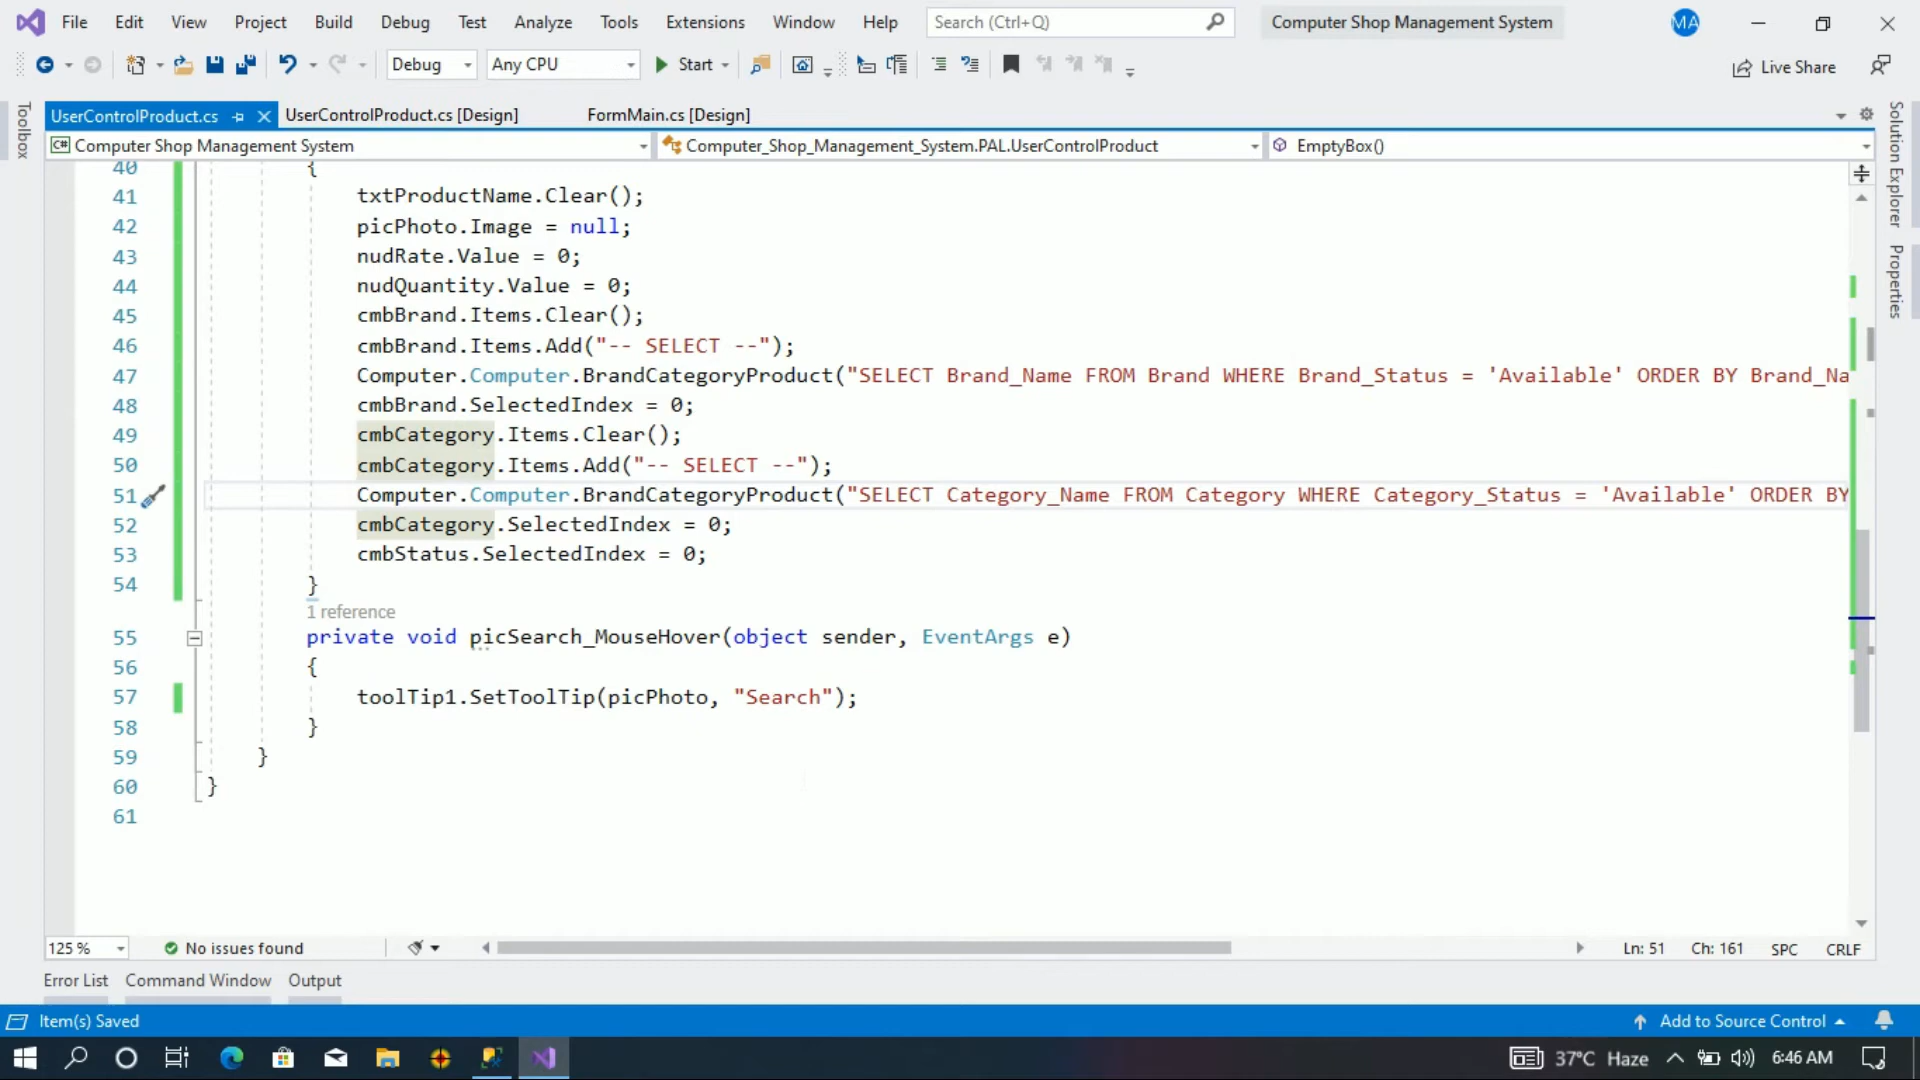 File Edit View Project Build Debug Test Analyze Tools Extensions Window Help Search (Ctrl+Q) Computer Shop Management System MA
Debug Any CPU Start Live Share
UserControlProduct.cs UserControlProduct.cs [Design] FormMain.cs [Design]
C# Computer Shop Management System Computer_Shop_Management_System.PAL.UserControlProduct EmptyBox()
Toolbox
Solution Explorer
Properties
40 {
41 txtProductName.Clear();
42 picPhoto.Image = null;
43 nudRate.Value = 0;
44 nudQuantity.Value = 0;
45 cmbBrand.Items.Clear();
46 cmbBrand.Items.Add("-- SELECT --");
47 Computer.Computer.BrandCategoryProduct("SELECT Brand_Name FROM Brand WHERE Brand_Status = 'Available' ORDER BY Brand_Na
48 cmbBrand.SelectedIndex = 0;
49 cmbCategory.Items.Clear();
50 cmbCategory.Items.Add("-- SELECT --");
51 Computer.Computer.BrandCategoryProduct("SELECT Category_Name FROM Category WHERE Category_Status = 'Available' ORDER BY
52 cmbCategory.SelectedIndex = 0;
53 cmbStatus.SelectedIndex = 0;
54 }
1 reference
55 private void picSearch_MouseHover(object sender, EventArgs e)
56 {
57 toolTip1.SetToolTip(picPhoto, "Search");
58 }
59 }
60 }
61
125 % No issues found Ln: 51 Ch: 161 SPC CRLF
Error List Command Window Output
Item(s) Saved Add to Source Control
37°C Haze 6:46 AM